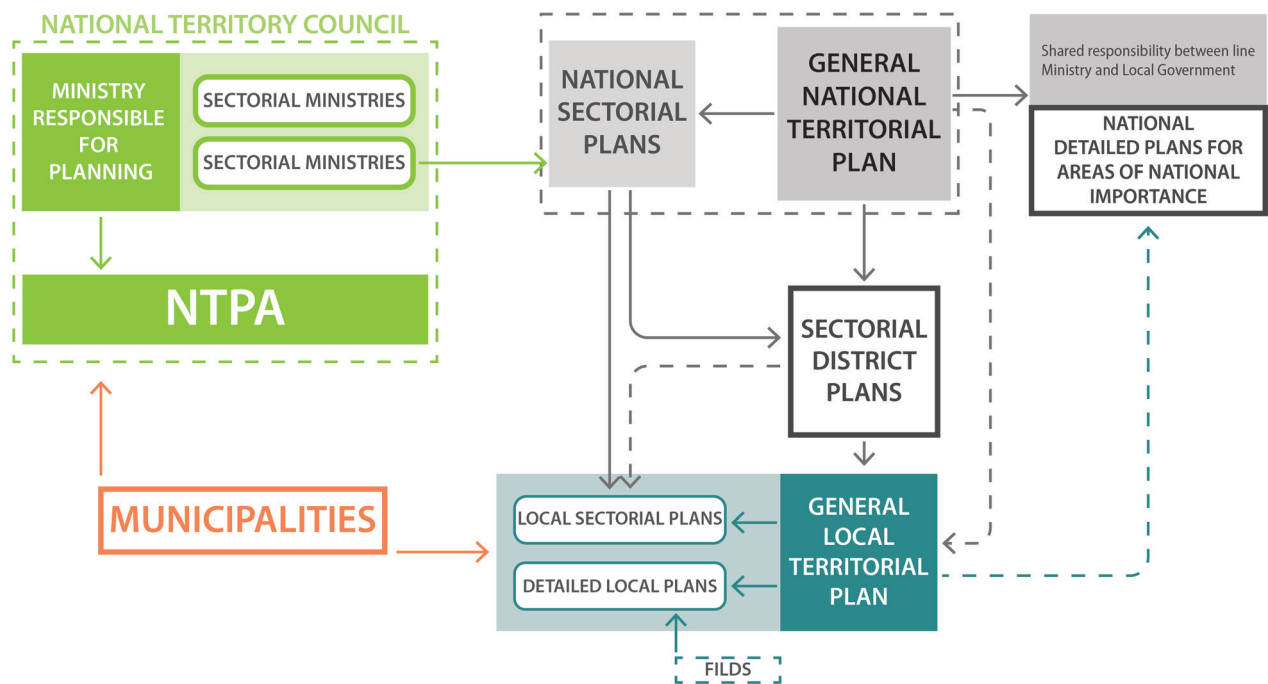 NATIONAL TERRITORY COUNCIL
MINISTRY
RESPONSIBLE
FOR
PLANNING
SECTORIAL MINISTRIES
SECTORIAL MINISTRIES
NTPA
MUNICIPALITIES
NATIONAL
SECTORIAL
PLANS
GENERAL
NATIONAL
TERRITORIAL
PLAN
Shared responsibility between line
Ministry and Local Government
NATIONAL
DETAILED PLANS FOR
AREAS OF NATIONAL
IMPORTANCE
SECTORIAL
DISTRICT
PLANS
LOCAL SECTORIAL PLANS
DETAILED LOCAL PLANS
GENERAL
LOCAL
TERRITORIAL
PLAN
FILDS